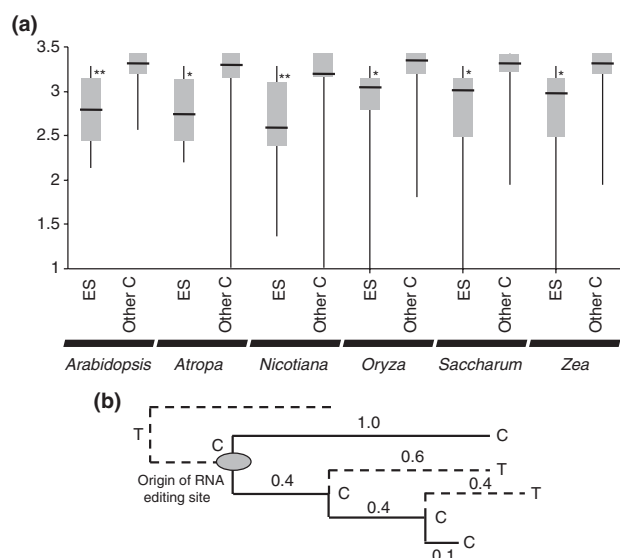 (a)
3.5
3
2.5
2
1.5
1
** * ** * * *
ES Other C ES Other C ES Other C ES Other C ES Other C ES Other C
Arabidopsis Atropa Nicotiana Oryza Saccharum Zea
(b)
T
C
1.0
C
Origin of RNA
editing site
0.4
0.6
T
C
0.4
0.4
T
C
C
0.1